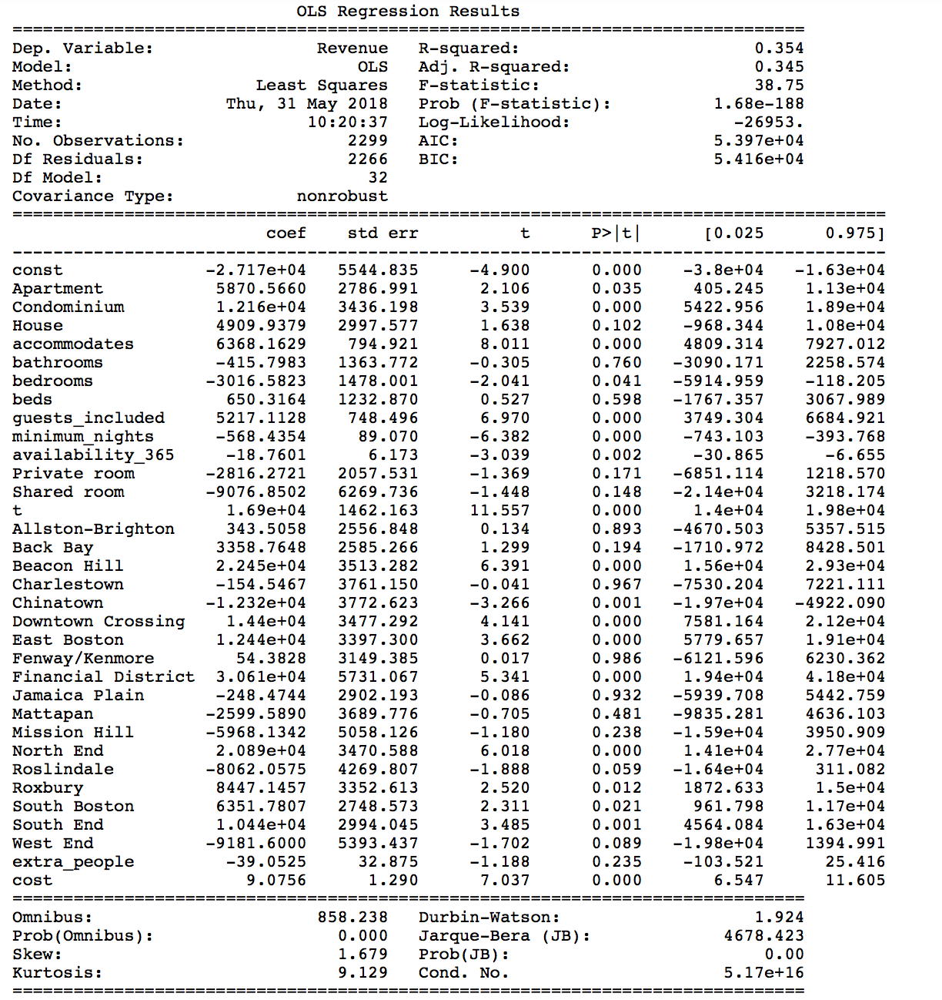 OLS Regression Results
==============================================================================
Dep. Variable: Revenue R-squared: 0.354
Model: OLS Adj. R-squared: 0.345
Method: Least Squares F-statistic: 38.75
Date: Thu, 31 May 2018 Prob (F-statistic): 1.68e-188
Time: 10:20:37 Log-Likelihood: -26953.
No. Observations: 2299 AIC: 5.397e+04
Df Residuals: 2266 BIC: 5.416e+04
Df Model: 32
Covariance Type: nonrobust
======================================================================================
coef std err t P>|t| [0.025 0.975]
--------------------------------------------------------------------------------------
const -2.717e+04 5544.835 -4.900 0.000 -3.8e+04 -1.63e+04
Apartment 5870.5660 2786.991 2.106 0.035 405.245 1.13e+04
Condominium 1.216e+04 3436.198 3.539 0.000 5422.956 1.89e+04
House 4909.9379 2997.577 1.638 0.102 -968.344 1.08e+04
accommodates 6368.1629 794.921 8.011 0.000 4809.314 7927.012
bathrooms -415.7983 1363.772 -0.305 0.760 -3090.171 2258.574
bedrooms -3016.5823 1478.001 -2.041 0.041 -5914.959 -118.205
beds 650.3164 1232.870 0.527 0.598 -1767.357 3067.989
guests_included 5217.1128 748.496 6.970 0.000 3749.304 6684.921
minimum_nights -568.4354 89.070 -6.382 0.000 -743.103 -393.768
availability_365 -18.7601 6.173 -3.039 0.002 -30.865 -6.655
Private room -2816.2721 2057.531 -1.369 0.171 -6851.114 1218.570
Shared room -9076.8502 6269.736 -1.448 0.148 -2.14e+04 3218.174
t 1.69e+04 1462.163 11.557 0.000 1.4e+04 1.98e+04
Allston-Brighton 343.5058 2556.848 0.134 0.893 -4670.503 5357.515
Back Bay 3358.7648 2585.266 1.299 0.194 -1710.972 8428.501
Beacon Hill 2.245e+04 3513.282 6.391 0.000 1.56e+04 2.93e+04
Charlestown -154.5467 3761.150 -0.041 0.967 -7530.204 7221.111
Chinatown -1.232e+04 3772.623 -3.266 0.001 -1.97e+04 -4922.090
Downtown Crossing 1.44e+04 3477.292 4.141 0.000 7581.164 2.12e+04
East Boston 1.244e+04 3397.300 3.662 0.000 5779.657 1.91e+04
Fenway/Kenmore 54.3828 3149.385 0.017 0.986 -6121.596 6230.362
Financial District 3.061e+04 5731.067 5.341 0.000 1.94e+04 4.18e+04
Jamaica Plain -248.4744 2902.193 -0.086 0.932 -5939.708 5442.759
Mattapan -2599.5890 3689.776 -0.705 0.481 -9835.281 4636.103
Mission Hill -5968.1342 5058.126 -1.180 0.238 -1.59e+04 3950.909
North End 2.089e+04 3470.588 6.018 0.000 1.41e+04 2.77e+04
Roslindale -8062.0575 4269.807 -1.888 0.059 -1.64e+04 311.082
Roxbury 8447.1457 3352.613 2.520 0.012 1872.633 1.5e+04
South Boston 6351.7807 2748.573 2.311 0.021 961.798 1.17e+04
South End 1.044e+04 2994.045 3.485 0.001 4564.084 1.63e+04
West End -9181.6000 5393.437 -1.702 0.089 -1.98e+04 1394.991
extra_people -39.0525 32.875 -1.188 0.235 -103.521 25.416
cost 9.0756 1.290 7.037 0.000 6.547 11.605
==============================================================================
Omnibus: 858.238 Durbin-Watson: 1.924
Prob(Omnibus): 0.000 Jarque-Bera (JB): 4678.423
Skew: 1.679 Prob(JB): 0.00
Kurtosis: 9.129 Cond. No. 5.17e+16
==============================================================================